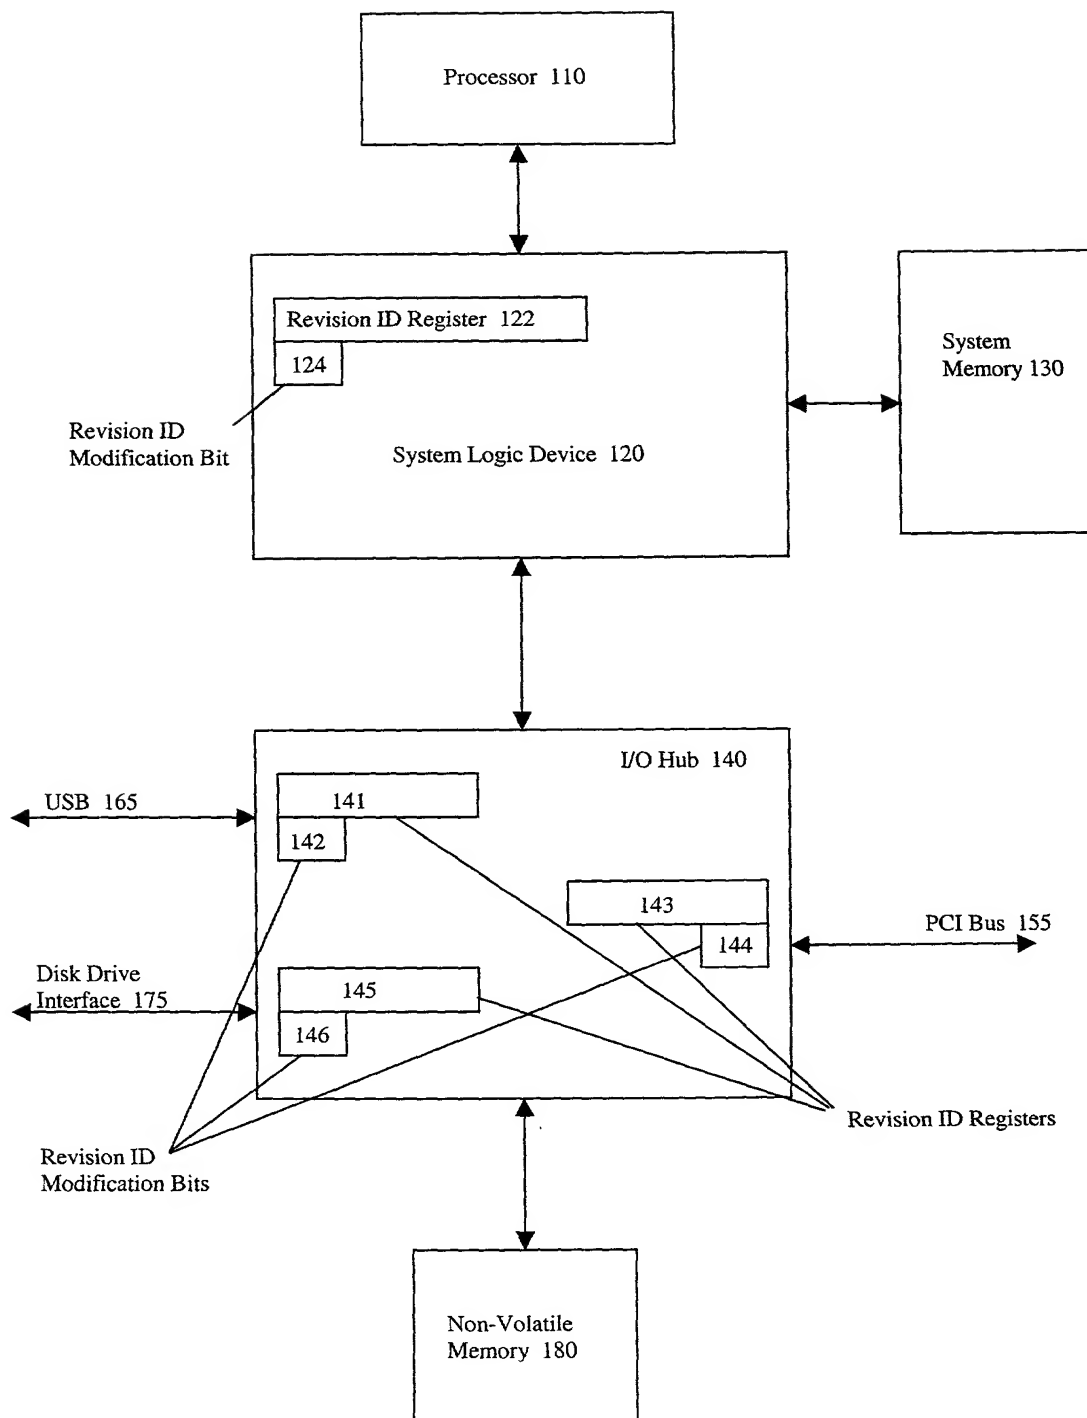 Processor 110
Revision ID Register 122
124
Revision ID
Modification Bit
System Logic Device 120
System
Memory 130
I/O Hub 140
USB 165
141
142
143
144
PCI Bus 155
Disk Drive
Interface 175
145
146
Revision ID Registers
Revision ID
Modification Bits
Non-Volatile
Memory 180